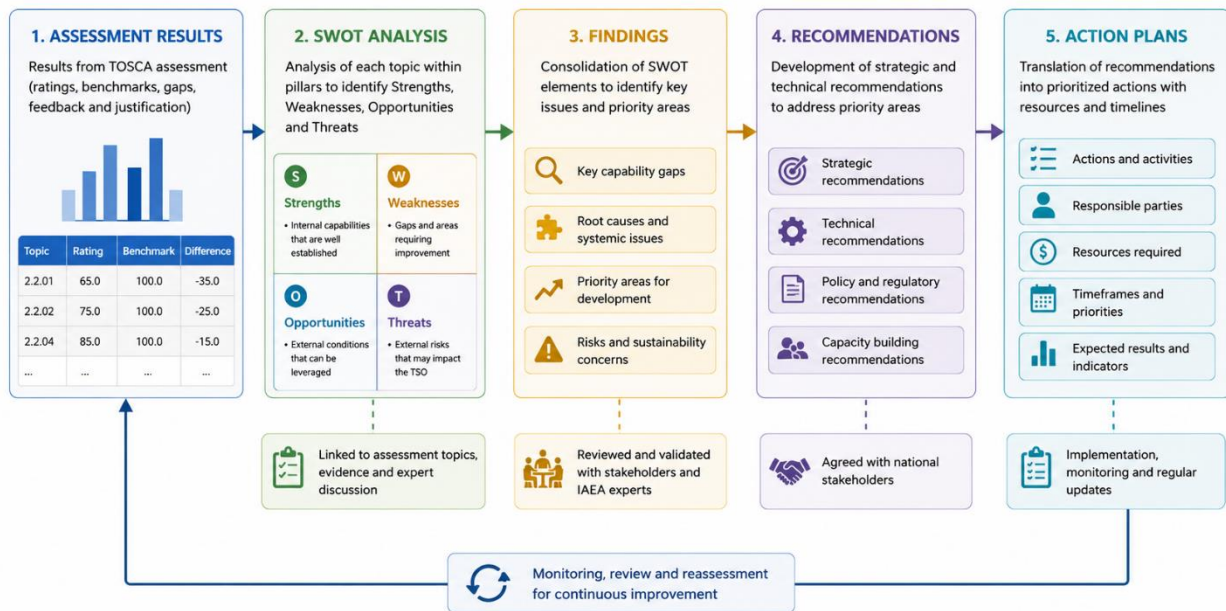 1. ASSESSMENT RESULTS
Results from TOSCA assessment
(ratings, benchmarks, gaps,
feedback and justification)
Topic Rating Benchmark Difference
2.2.01 65.0 100.0 -35.0
2.2.02 75.0 100.0 -25.0
2.2.04 85.0 100.0 -15.0
... ... ... ...
2. SWOT ANALYSIS
Analysis of each topic within
pillars to identify Strengths,
Weaknesses, Opportunities
and Threats
S
Strengths
• Internal capabilities
that are well
established
W
Weaknesses
• Gaps and areas
requiring
improvement
O
Opportunities
• External conditions
that can be
leveraged
T
Threats
• External risks
that may impact
the TSO
Linked to assessment topics,
evidence and expert
discussion
3. FINDINGS
Consolidation of SWOT
elements to identify key
issues and priority areas
Key capability gaps
Root causes and
systemic issues
Priority areas for
development
Risks and sustainability
concerns
Reviewed and validated
with stakeholders and
IAEA experts
4. RECOMMENDATIONS
Development of strategic and
technical recommendations
to address priority areas
Strategic
recommendations
Technical
recommendations
Policy and regulatory
recommendations
Capacity building
recommendations
Agreed with national
stakeholders
5. ACTION PLANS
Translation of recommendations
into prioritized actions with
resources and timelines
Actions and activities
Responsible parties
$
Resources required
Timeframes and
priorities
Expected results and
indicators
Implementation,
monitoring and regular
updates
Monitoring, review and reassessment
for continuous improvement